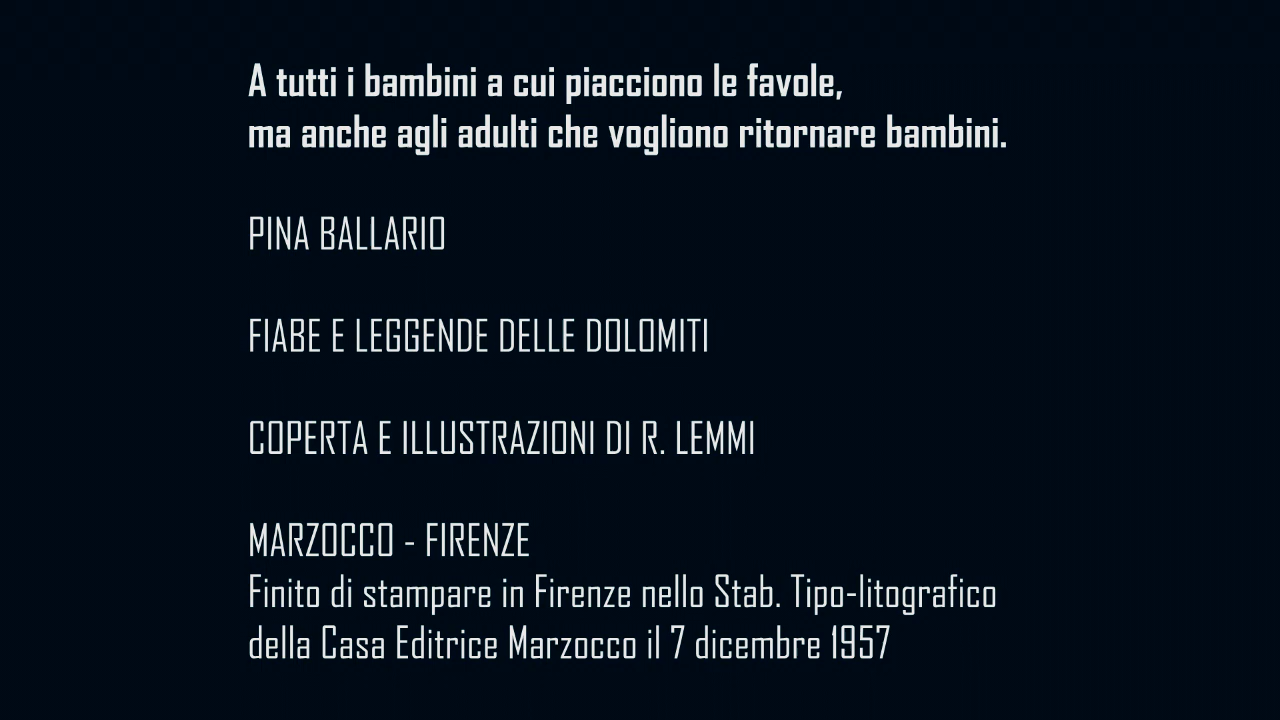 A tutti i bambini a cui piacciono le favole,
ma anche agli adulti che vogliono ritornare bambini.
PINA BALLARIO
FIABE E LEGGENDE DELLE DOLOMITI
COPERTA E ILLUSTRAZIONI DI R. LEMMI
MARZOCCO - FIRENZE
Finito di stampare in Firenze nello Stab. Tipo-litografico
della Casa Editrice Marzocco il 7 dicembre 1957